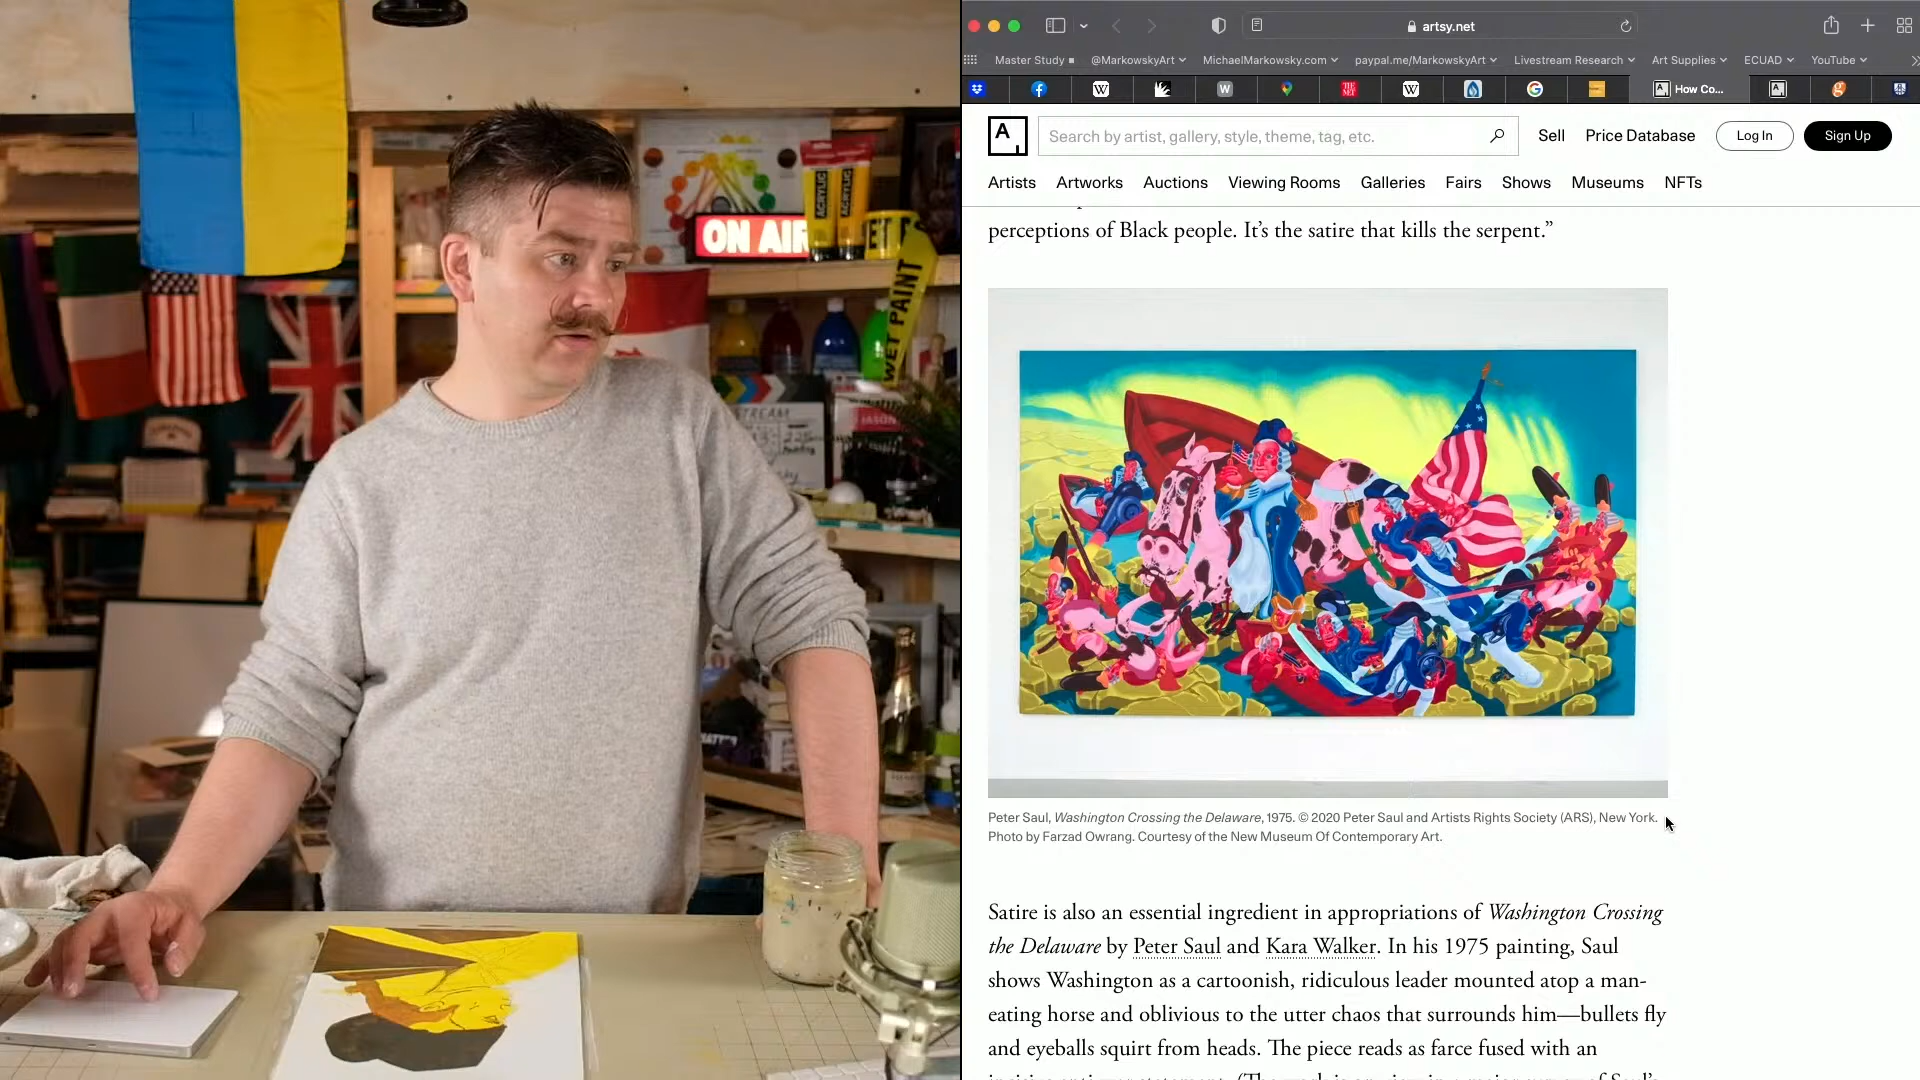 artsy.net
Master Study
@MarkowskyArt
MichaelMarkowsky.com
paypal.me/MarkowskyArt
Livestream Research
Art Supplies
ECUAD
YouTube
W
W
W
G
A
How Co...
A
A
Search by artist, gallery, style, theme, tag, etc.
Sell
Price Database
Log In
Sign Up
Artists
Artworks
Auctions
Viewing Rooms
Galleries
Fairs
Shows
Museums
NFTs
perceptions of Black people. It’s the satire that kills the serpent.”
Peter Saul, Washington Crossing the Delaware, 1975. © 2020 Peter Saul and Artists Rights Society (ARS), New York.
Photo by Farzad Owrang. Courtesy of the New Museum Of Contemporary Art.
Satire is also an essential ingredient in appropriations of Washington Crossing
the Delaware by Peter Saul and Kara Walker. In his 1975 painting, Saul
shows Washington as a cartoonish, ridiculous leader mounted atop a man-
eating horse and oblivious to the utter chaos that surrounds him—bullets fly
and eyeballs squirt from heads. The piece reads as farce fused with an
ON AIR
ACRYLIC
ACRYLIC
WET PAINT
WET
STREAM
JASON